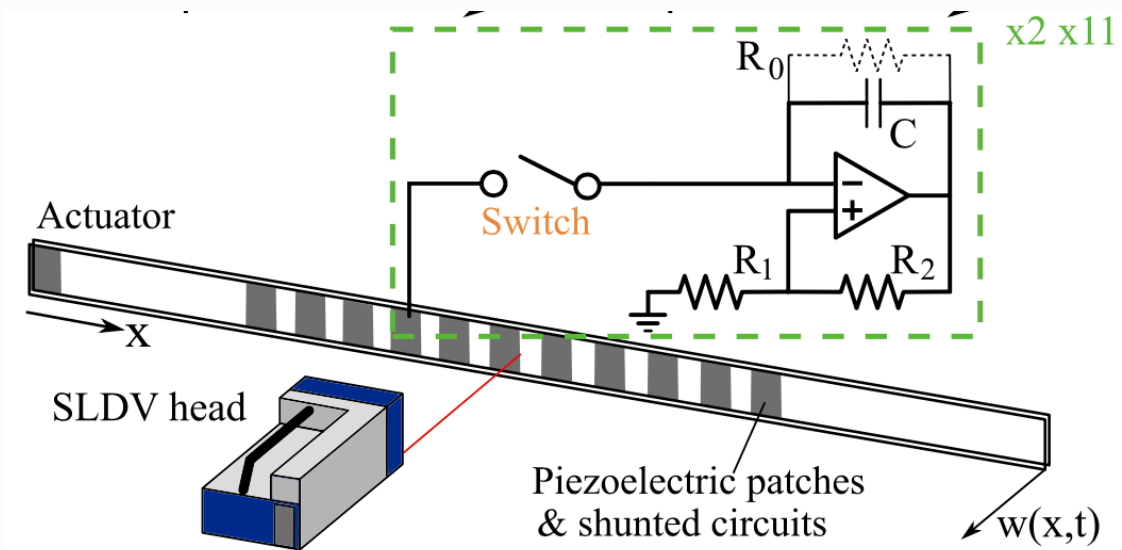 x2 x11
R0
C
Switch
−
+
R1
R2
Actuator
x
SLDV head
Piezoelectric patches
& shunted circuits
w(x,t)